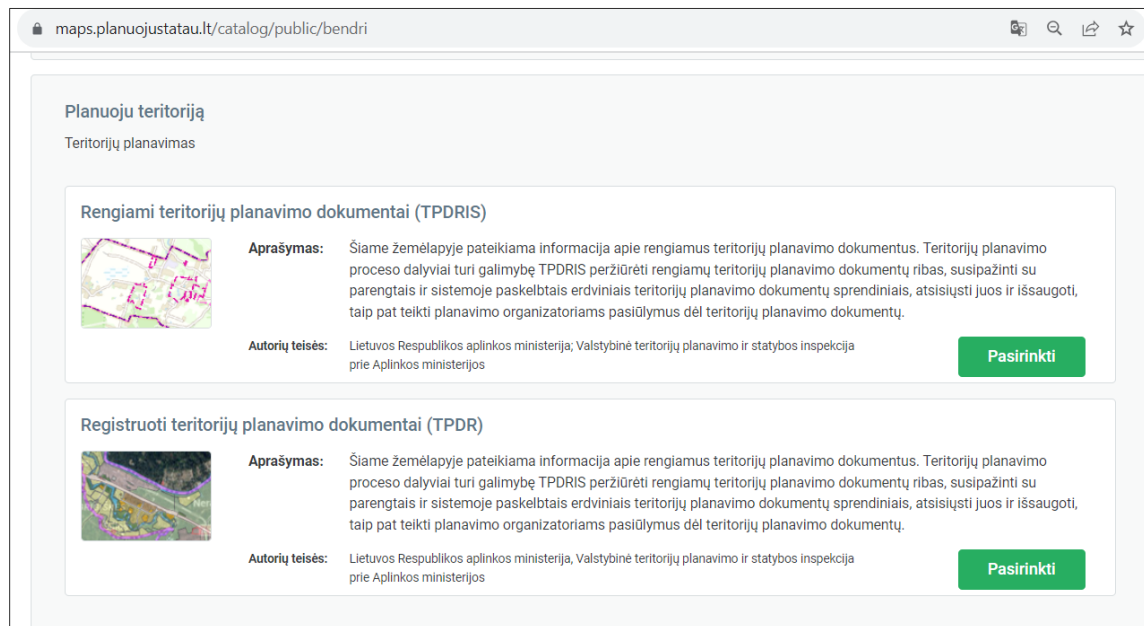 maps.planuojustatau.lt/catalog/public/bendri
Planuoju teritoriją
Teritorijų planavimas
Rengiami teritorijų planavimo dokumentai (TPDRIS)
Aprašymas: Šiame žemėlapyje pateikiama informacija apie rengiamus teritorijų planavimo dokumentus. Teritorijų planavimo
proceso dalyviai turi galimybę TPDRIS peržiūrėti rengiamų teritorijų planavimo dokumentų ribas, susipažinti su
parengtais ir sistemoje paskelbtais erdviniais teritorijų planavimo dokumentų sprendiniais, atsisiųsti juos ir išsaugoti,
taip pat teikti planavimo organizatoriams pasiūlymus dėl teritorijų planavimo dokumentų.
Autorių teisės: Lietuvos Respublikos aplinkos ministerija; Valstybinė teritorijų planavimo ir statybos inspekcija
prie Aplinkos ministerijos
Pasirinkti
Registruoti teritorijų planavimo dokumentai (TPDR)
Aprašymas: Šiame žemėlapyje pateikiama informacija apie rengiamus teritorijų planavimo dokumentus. Teritorijų planavimo
proceso dalyviai turi galimybę TPDRIS peržiūrėti rengiamų teritorijų planavimo dokumentų ribas, susipažinti su
parengtais ir sistemoje paskelbtais erdviniais teritorijų planavimo dokumentų sprendiniais, atsisiųsti juos ir išsaugoti,
taip pat teikti planavimo organizatoriams pasiūlymus dėl teritorijų planavimo dokumentų.
Autorių teisės: Lietuvos Respublikos aplinkos ministerija, Valstybinė teritorijų planavimo ir statybos inspekcija
prie Aplinkos ministerijos
Pasirinkti